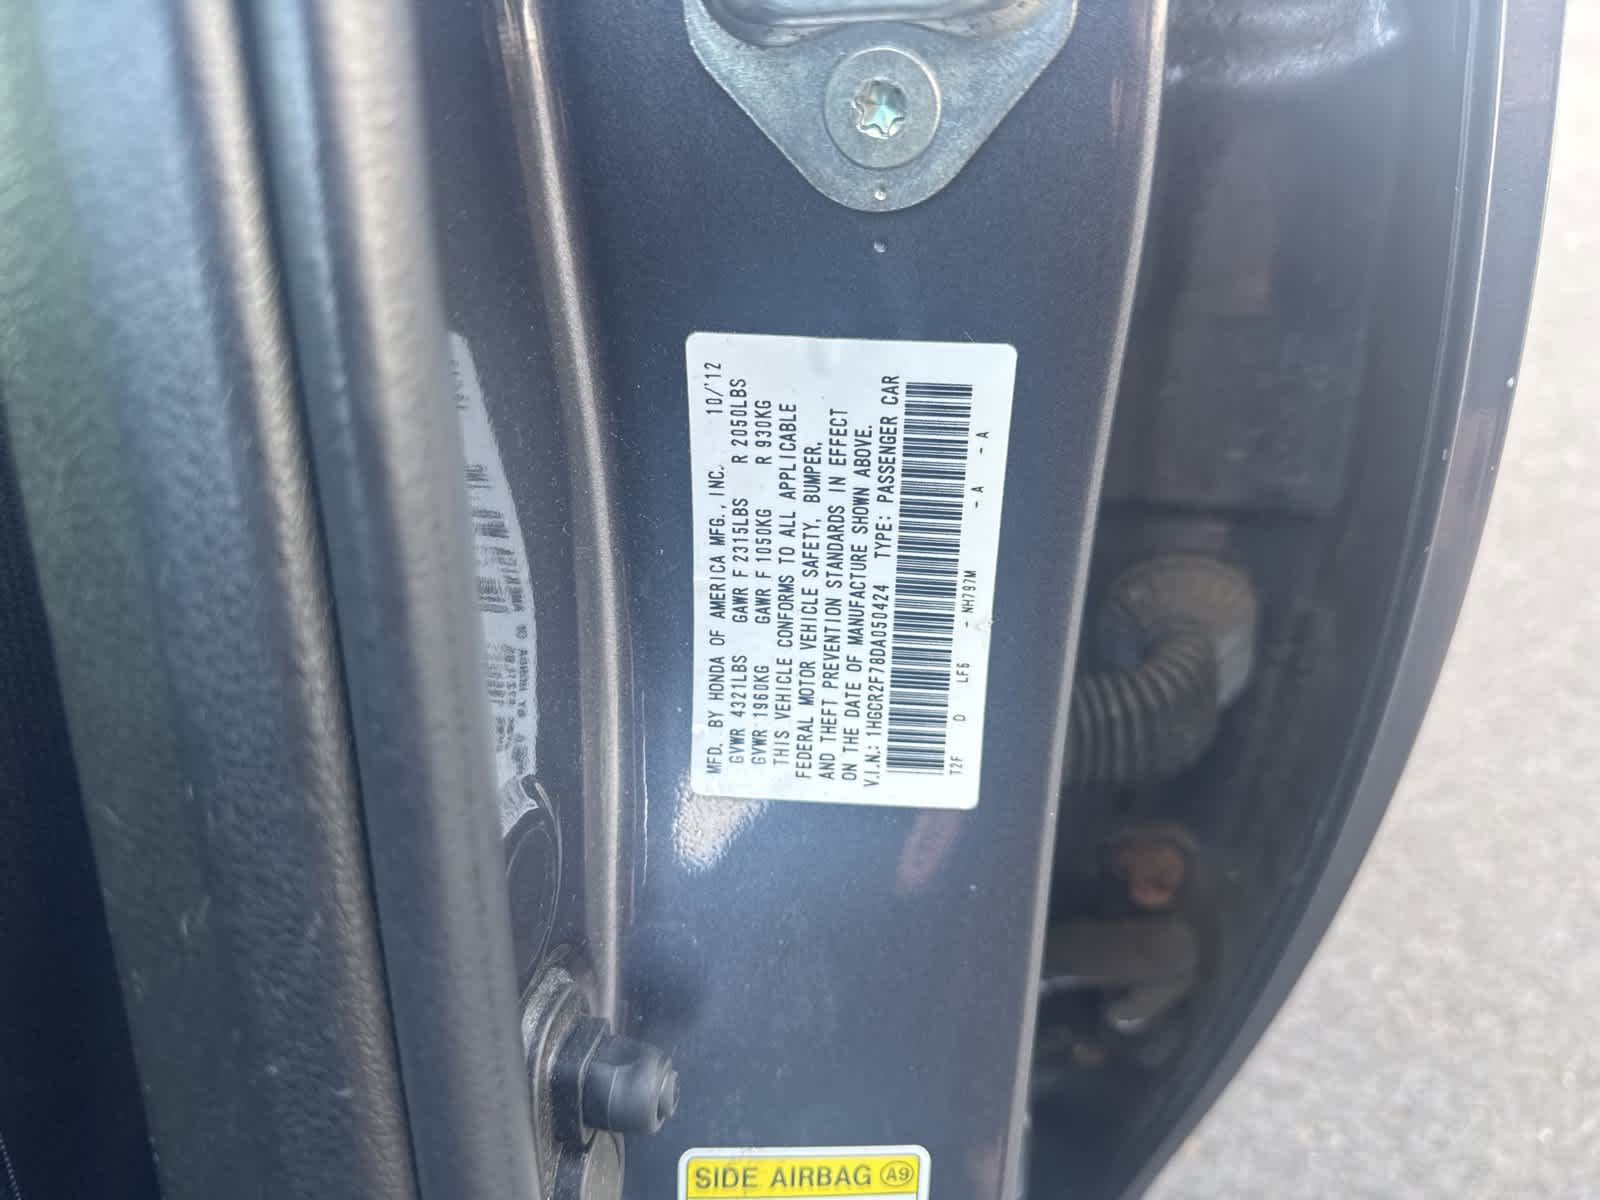 MFD. BY HONDA OF AMERICA MFG., INC. 10/'12
GVWR 4321LBS GAWR F 2315LBS R 2050LBS
GVWR 1960KG GAWR F 1050KG R 930KG
THIS VEHICLE CONFORMS TO ALL APPLICABLE
FEDERAL MOTOR VEHICLE SAFETY, BUMPER,
AND THEFT PREVENTION STANDARDS IN EFFECT
ON THE DATE OF MANUFACTURE SHOWN ABOVE.
V.I.N.: 1HGCR2F78DA050424 TYPE: PASSENGER CAR
T2F D LF6 - NH797M - A - A
SIDE AIRBAG A9